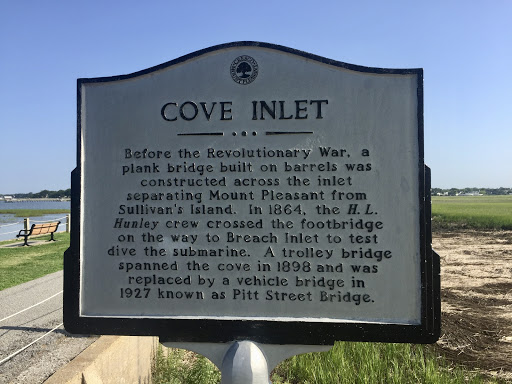 COVE INLET
Before the Revolutionary War, a
plank bridge built on barrels was
constructed across the inlet
separating Mount Pleasant from
Sullivan's Island. In 1864, the H. L.
Hunley crew crossed the footbridge
on the way to Breach Inlet to test
dive the submarine. A trolley bridge
spanned the cove in 1898 and was
replaced by a vehicle bridge in
1927 known as Pitt Street Bridge.